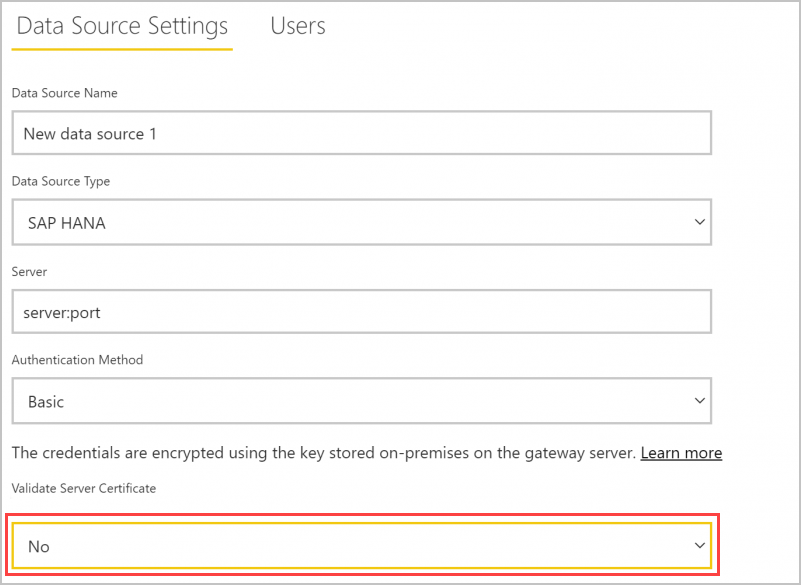 Data Source Settings Users
Data Source Name
New data source 1
Data Source Type
SAP HANA
Server
server:port
Authentication Method
Basic
The credentials are encrypted using the key stored on-premises on the gateway server. Learn more
Validate Server Certificate
No